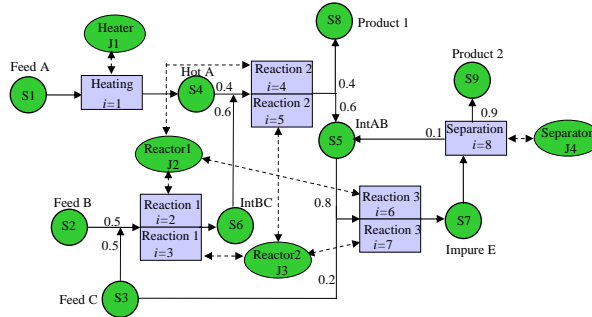 S8
Product 1
Heater
J1
Product 2
Feed A
Heating
i=1
Hot A
S1
S4
0.4
0.6
Reaction 2
i=4
Reaction 2
i=5
0.4
0.6
S9
0.9
S5
IntAB
0.1
Separation
i=8
Separator
J4
Reactor1
J2
Feed B
S2
0.5
0.5
Reaction 1
i=2
Reaction 1
i=3
IntBC
S6
0.8
Reaction 3
i=6
Reaction 3
i=7
S7
Impure E
Reactor2
J3
0.2
Feed C
S3